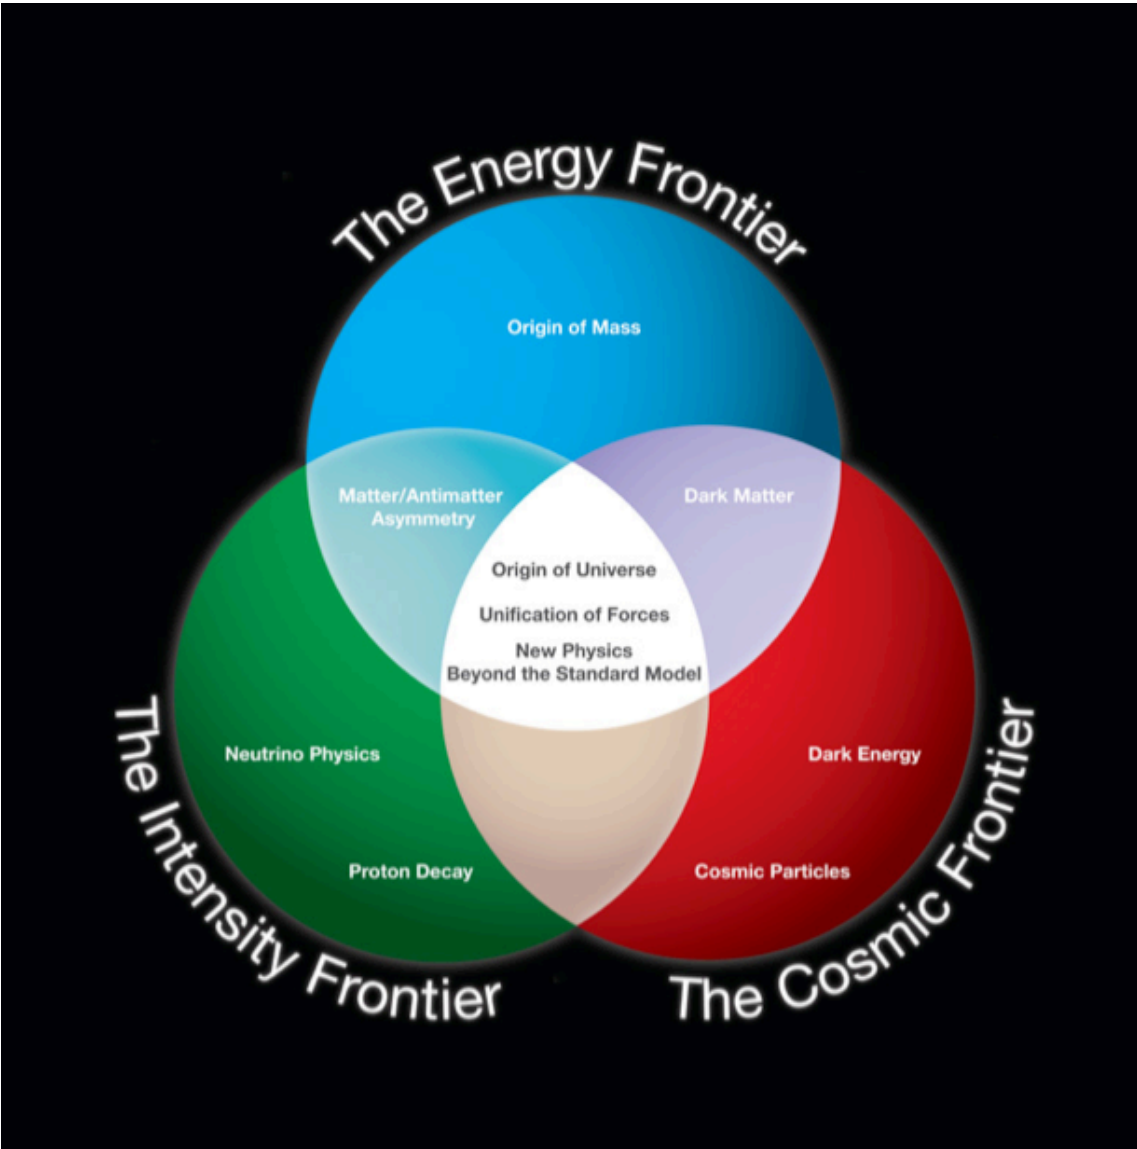 The Energy Frontier
Origin of Mass
Matter/Antimatter
Asymmetry
Dark Matter
Origin of Universe
Unification of Forces
New Physics
Beyond the Standard Model
Neutrino Physics
Dark Energy
Proton Decay
Cosmic Particles
The Intensity Frontier
The Cosmic Frontier